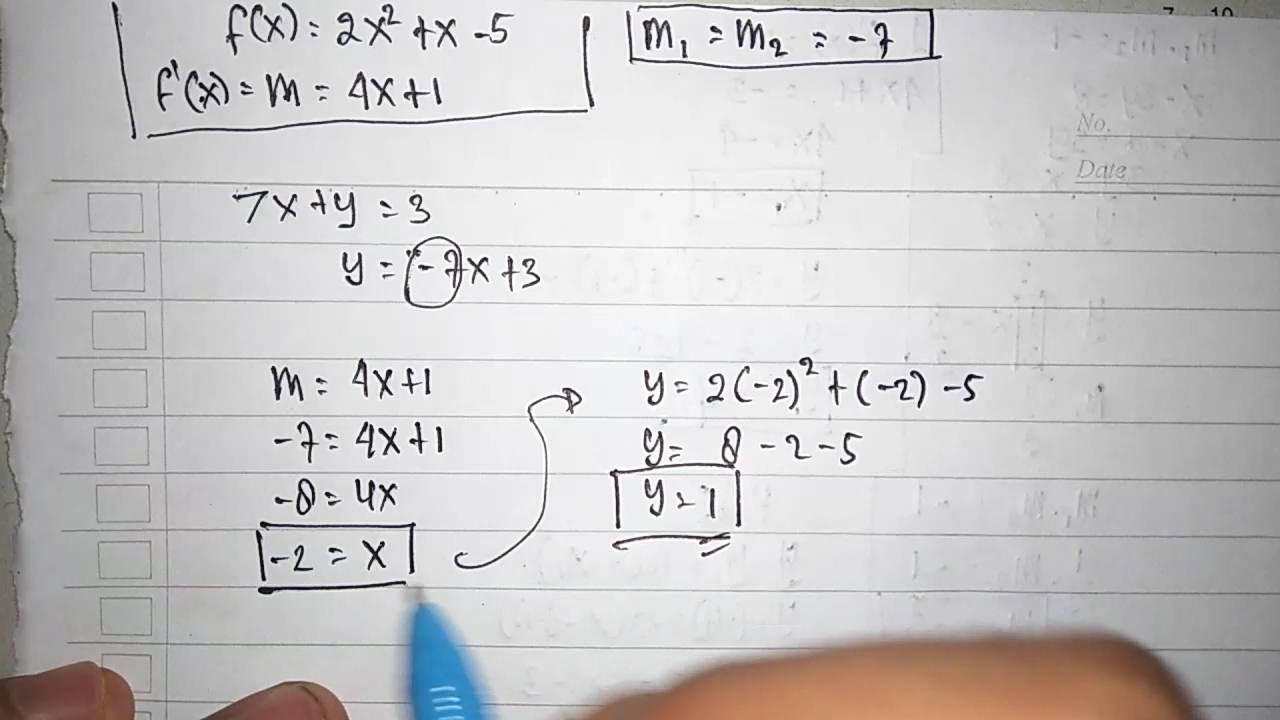 f(x) = 2x² + x - 5
f'(x) = m = 4x+1
m₁ = m₂ = -7
No.
Date
7x + y = 3
y = -7x + 3
m = 4x+1
-7 = 4x+1
-8 = 4x
-2 = x
y = 2(-2)² + (-2) - 5
y = 8 - 2 - 5
y = 1